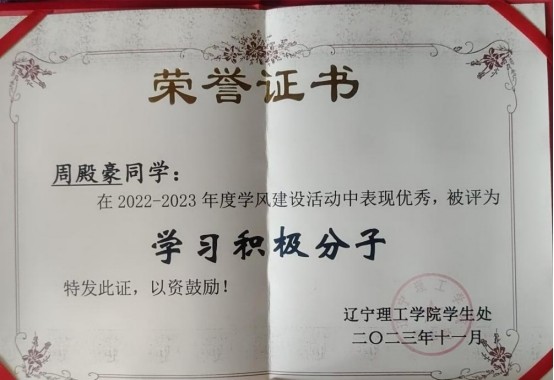 荣誉证书
周殿豪同学：
在 2022-2023 年度学风建设活动中表现优秀，被评为
学习积极分子
特发此证，以资鼓励！
辽宁理工学院学生处
二〇二三年十一月